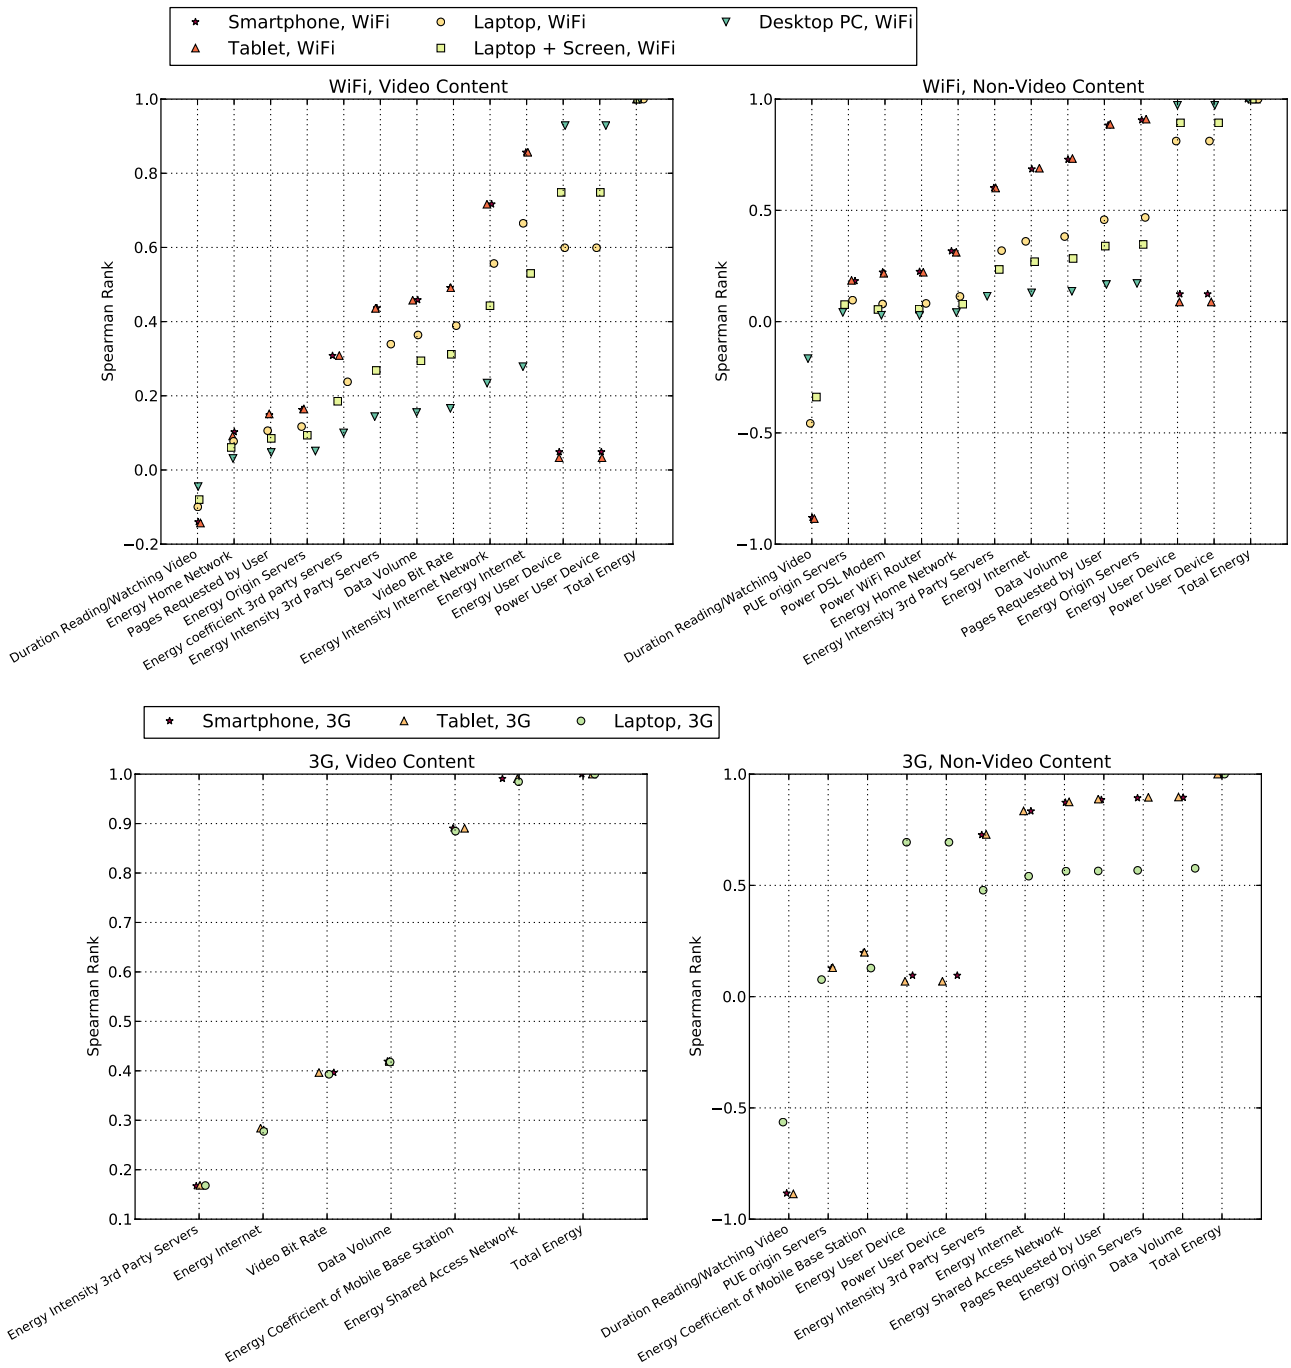 Smartphone, WiFi
Laptop, WiFi
Desktop PC, WiFi
Tablet, WiFi
Laptop + Screen, WiFi
WiFi, Video Content
1.0
0.8
0.6
0.4
0.2
0.0
−0.2
Spearman Rank
Duration Reading/Watching Video
Energy Home Network
Pages Requested by User
Energy Origin Servers
Energy coefficient 3rd party servers
Energy Intensity 3rd Party Servers
Data Volume
Video Bit Rate
Energy Intensity Internet Network
Energy Internet
Energy User Device
Power User Device
Total Energy
WiFi, Non-Video Content
1.0
0.5
0.0
−0.5
−1.0
Spearman Rank
Duration Reading/Watching Video
PUE origin Servers
Power DSL Modem
Power WiFi Router
Energy Home Network
Energy Intensity 3rd Party Servers
Energy Internet
Data Volume
Pages Requested by User
Energy Origin Servers
Energy User Device
Power User Device
Total Energy
Smartphone, 3G
Tablet, 3G
Laptop, 3G
3G, Video Content
1.0
0.9
0.8
0.7
0.6
0.5
0.4
0.3
0.2
0.1
Spearman Rank
Energy Intensity 3rd Party Servers
Energy Internet
Video Bit Rate
Data Volume
Energy Coefficient of Mobile Base Station
Energy Shared Access Network
Total Energy
3G, Non-Video Content
1.0
0.5
0.0
−0.5
−1.0
Spearman Rank
Duration Reading/Watching Video
PUE origin Servers
Energy Coefficient of Mobile Base Station
Energy User Device
Power User Device
Energy Intensity 3rd Party Servers
Energy Internet
Energy Shared Access Network
Pages Requested by User
Energy Origin Servers
Data Volume
Total Energy